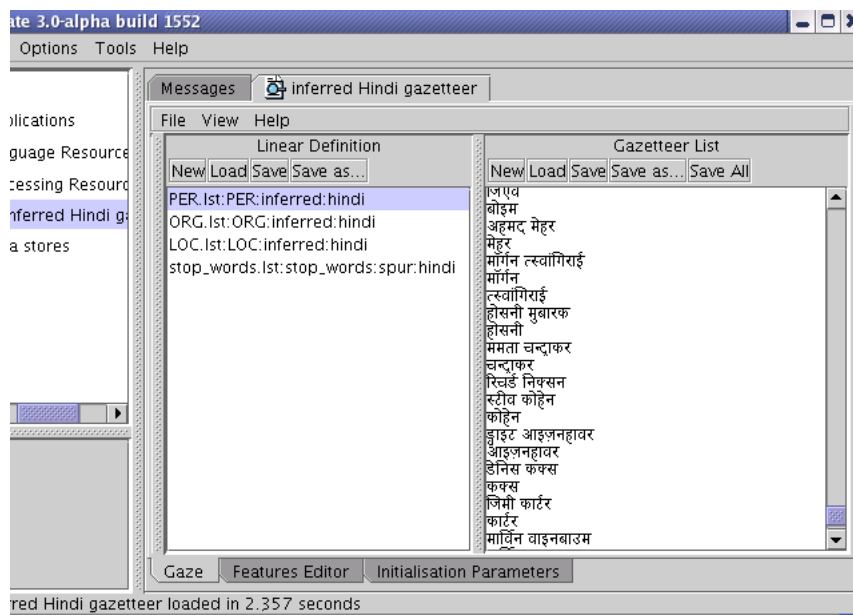 ate 3.0-alpha build 1552
Options Tools Help
Messages inferred Hindi gazetteer
plications
File View Help
guage Resource
Linear Definition
Gazetteer List
cessing Resourc
New Load Save Save as...
New Load Save Save as... Save All
nferred Hindi ga
a stores
PER.lst:PER:inferred:hindi
ORG.lst:ORG:inferred:hindi
LOC.lst:LOC:inferred:hindi
stop_words.lst:stop_words:spur:hindi
बोइम
अहमद मेहर
मेहर
मॉर्गन त्स्वांगिराई
मॉर्गन
त्स्वांगिराई
होसनी मुबारक
होसनी
ममता चन्द्राकर
चन्द्राकर
रिचर्ड निक्सन
स्टीव कोहेन
कोहेन
ड्वाइट आइज़नहावर
आइज़नहावर
डेनिस कक्स
कक्स
जिमी कार्टर
कार्टर
मार्विन वाइनबाउम
Gaze Features Editor Initialisation Parameters
rred Hindi gazetteer loaded in 2.357 seconds